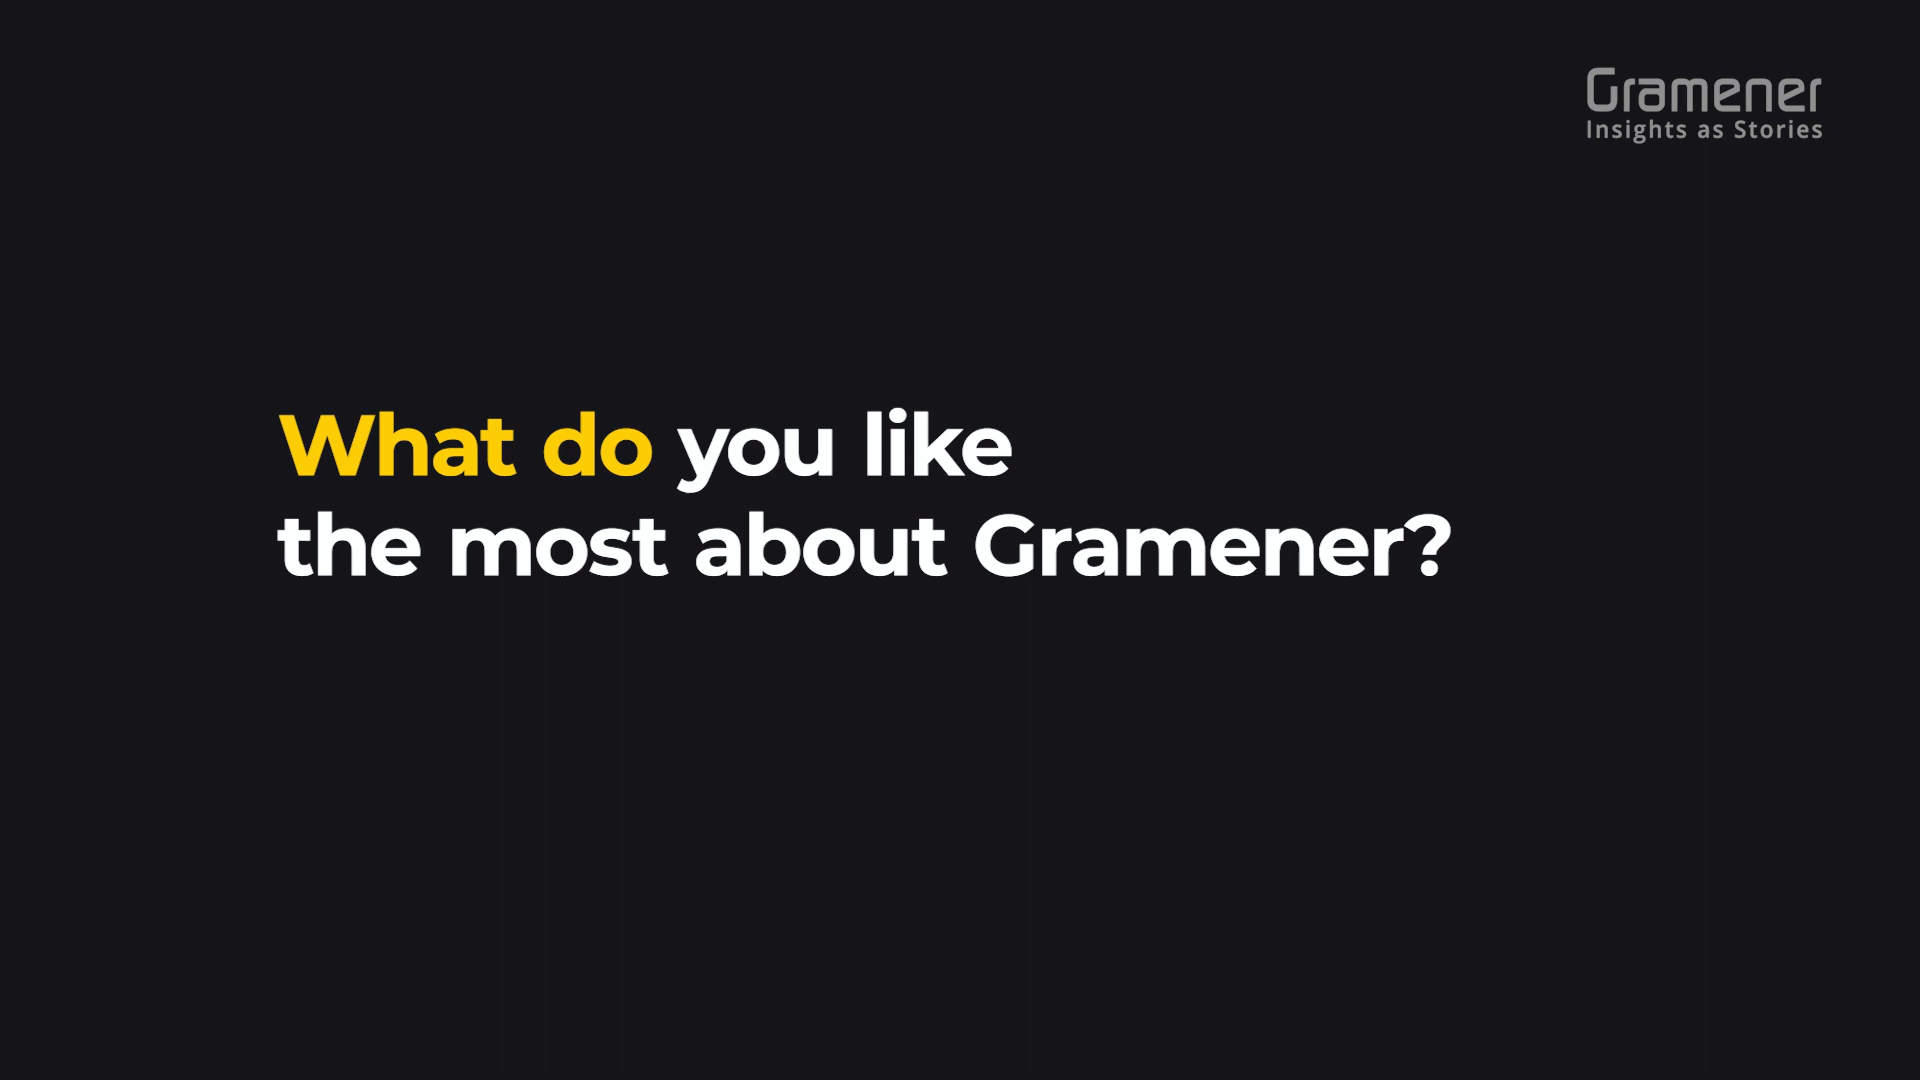 Gramener
Insights as Stories
What do you like
the most about Gramener?